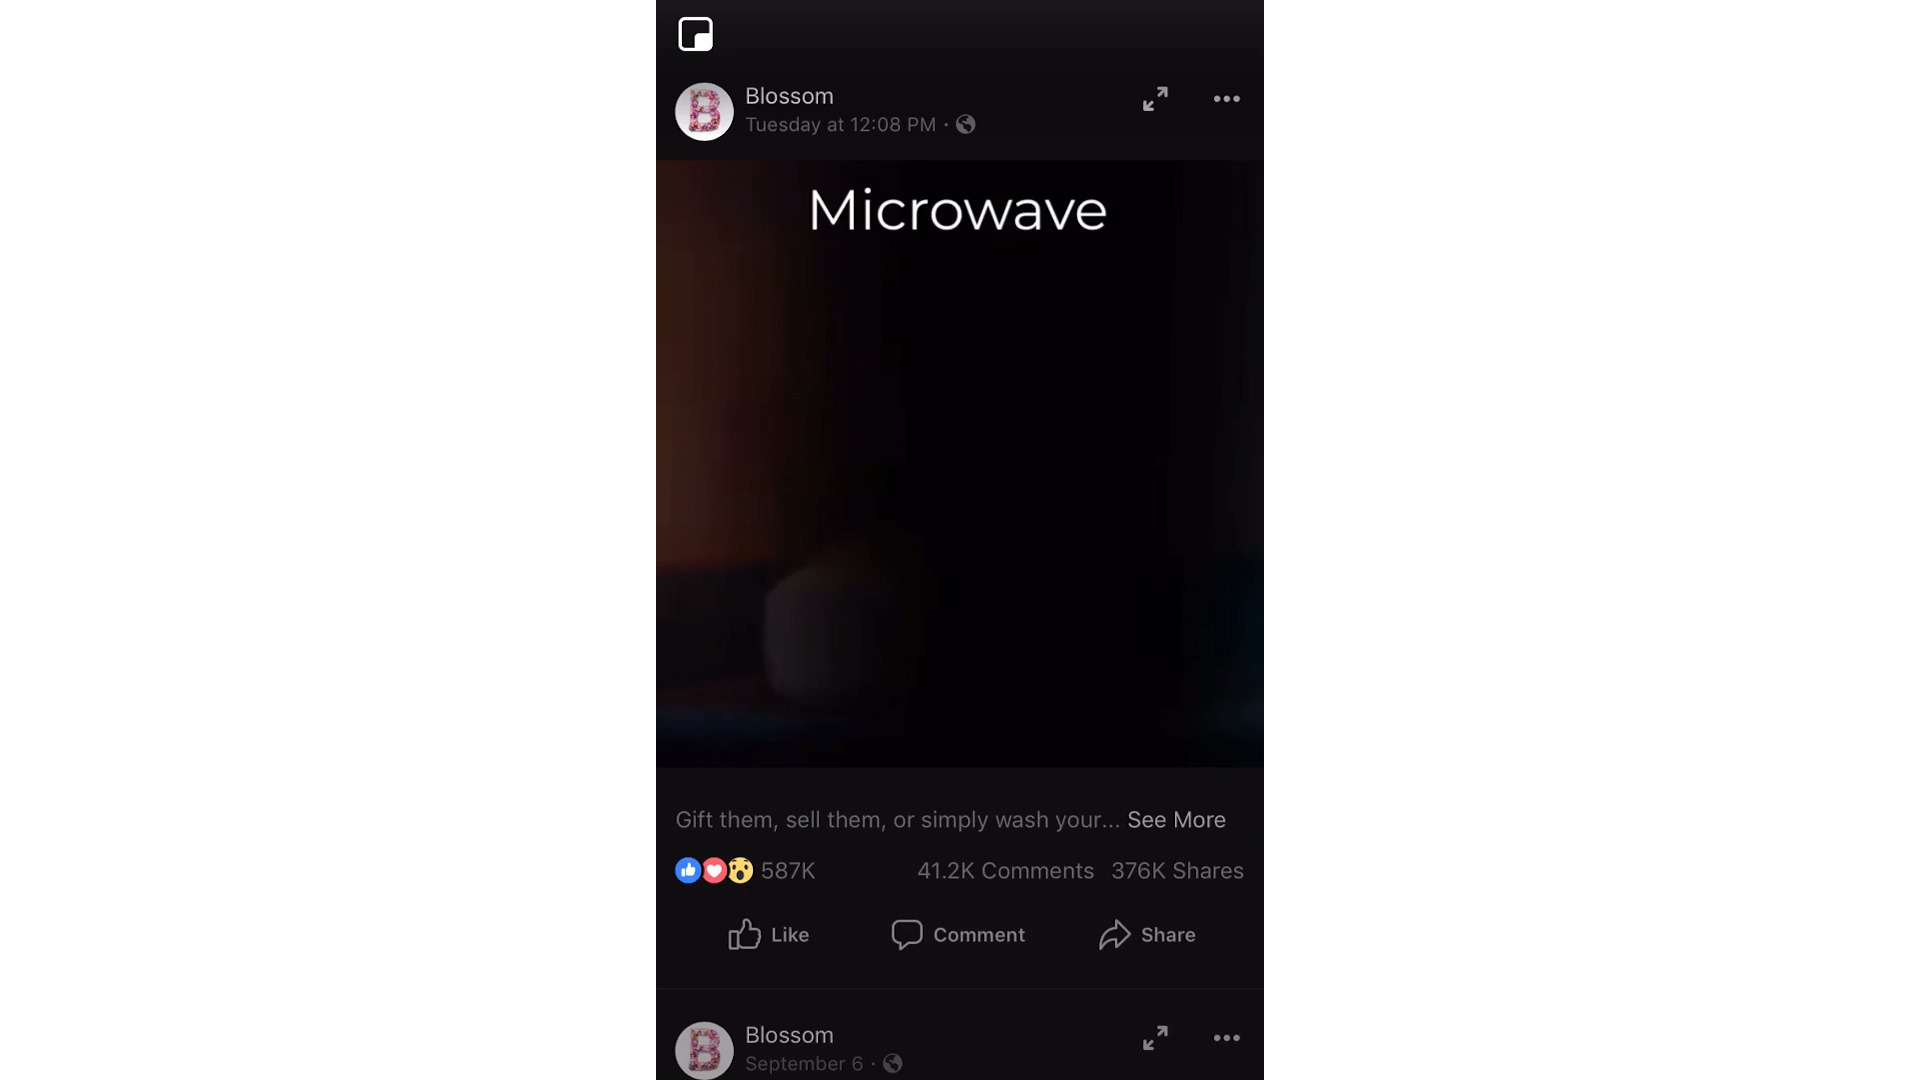 Blossom
Tuesday at 12:08 PM ·
Microwave
Gift them, sell them, or simply wash your... See More
587K 41.2K Comments 376K Shares
Like Comment Share
Blossom
September 6 ·